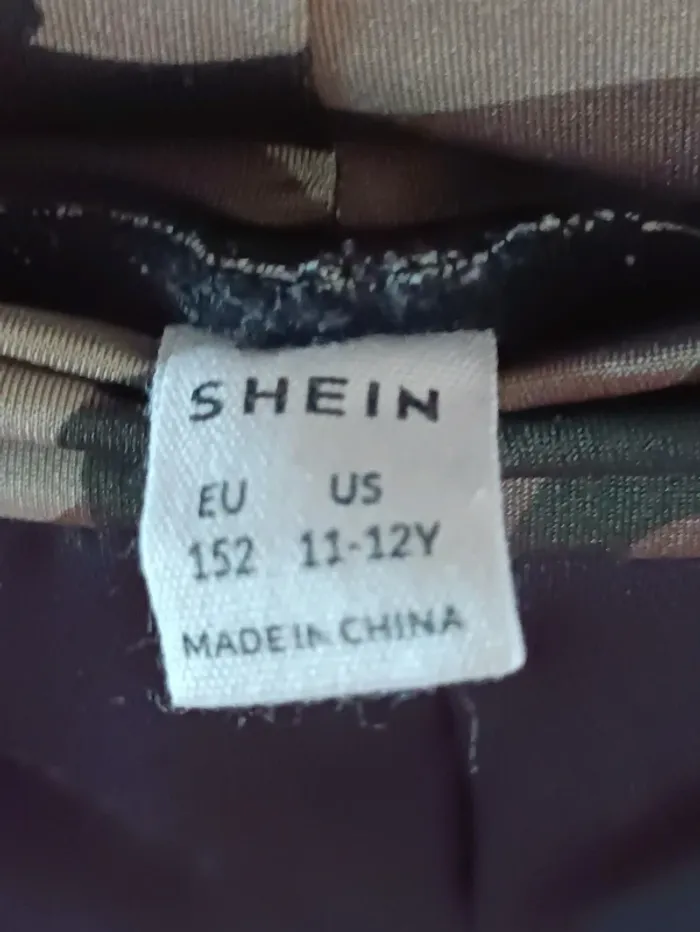 SHEIN
EU US
152 11-12Y
MADE IN CHINA